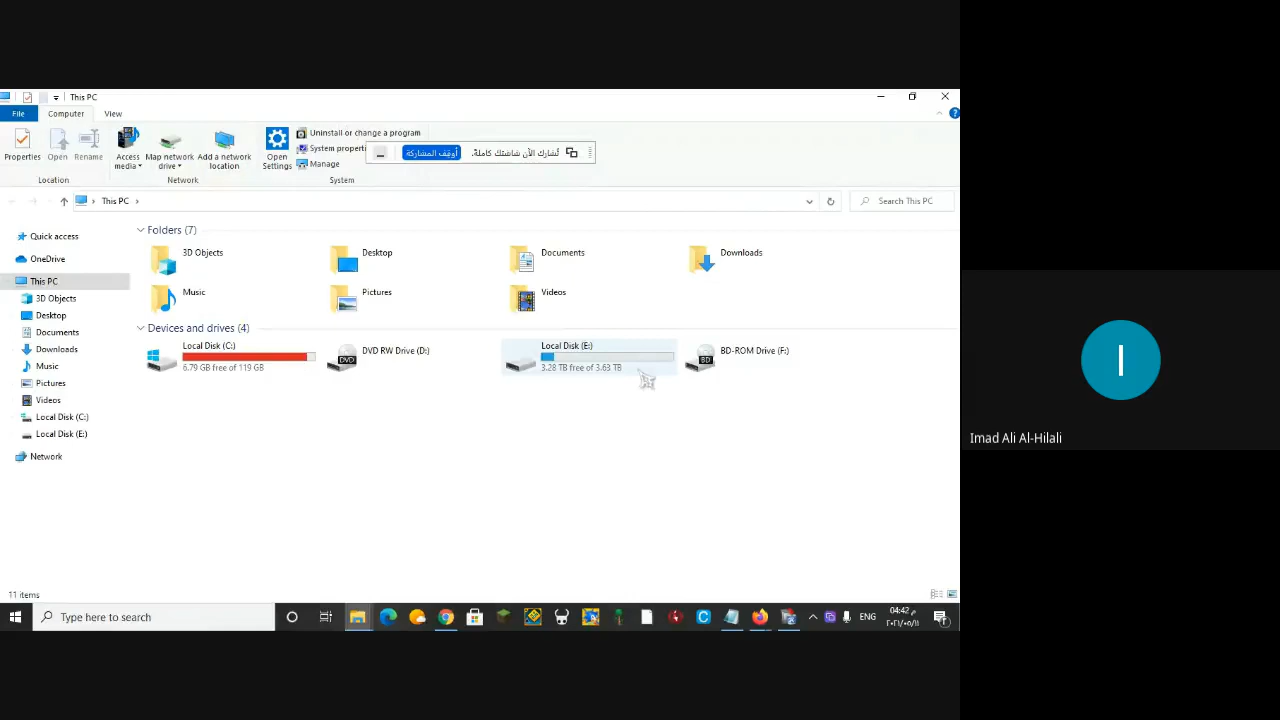 This PC
File Computer View
Properties Open Rename Access media Map network drive Add a network location Open Settings
Uninstall or change a program
System properti
Manage
أوقف المشاركة تُشارك الآن شاشتك كاملة.
Location Network System
This PC
Search This PC
Quick access
OneDrive
This PC
3D Objects
Desktop
Documents
Downloads
Music
Pictures
Videos
Local Disk (C:)
Local Disk (E:)
Network
Folders (7)
3D Objects Desktop Documents Downloads
Music Pictures Videos
Devices and drives (4)
Local Disk (C:)
6.79 GB free of 119 GB
DVD RW Drive (D:)
DVD
Local Disk (E:)
3.28 TB free of 3.63 TB
BD-ROM Drive (F:)
BD
11 items
Type here to search
ENG
04:42 م
I
Imad Ali Al-Hilali